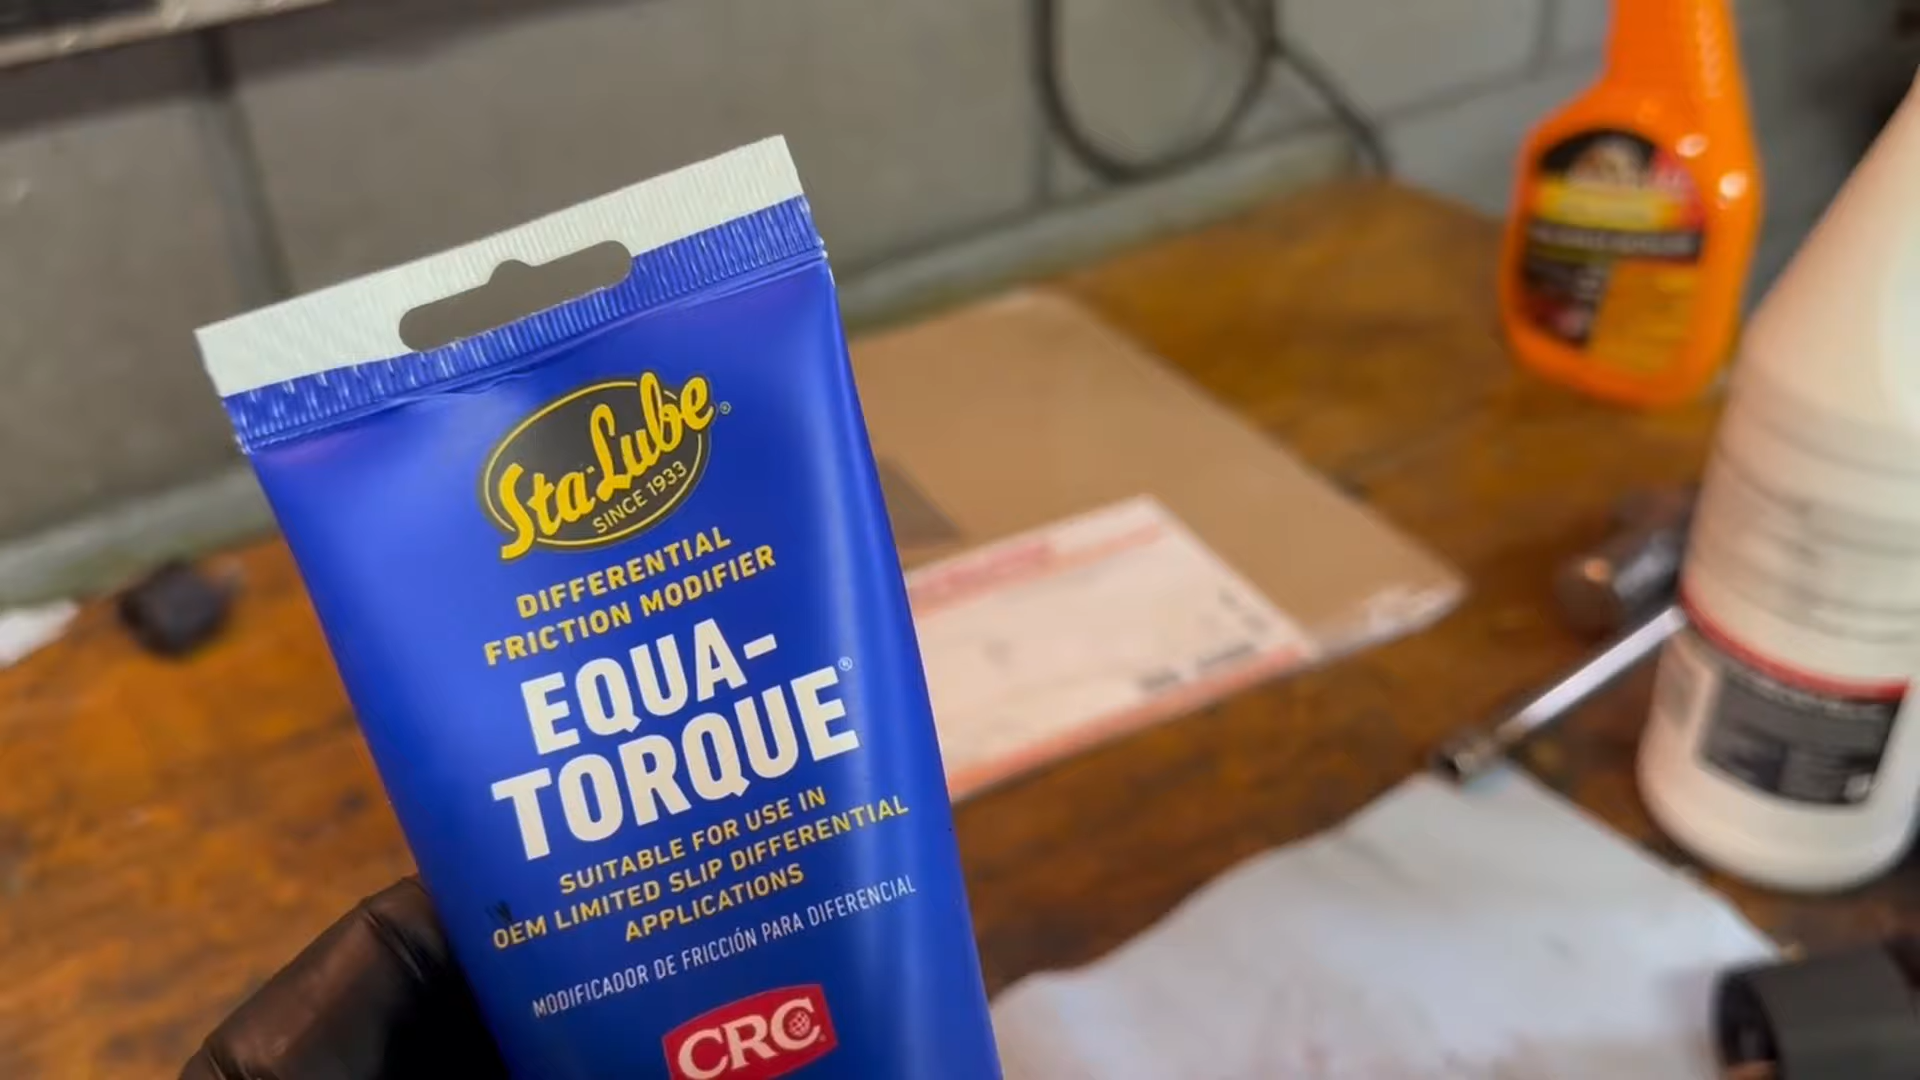 Sta-Lube®
SINCE 1933
DIFFERENTIAL
FRICTION MODIFIER
EQUA-
TORQUE®
SUITABLE FOR USE IN
OEM LIMITED SLIP DIFFERENTIAL
APPLICATIONS
MODIFICADOR DE FRICCIÓN PARA DIFERENCIAL
CRC